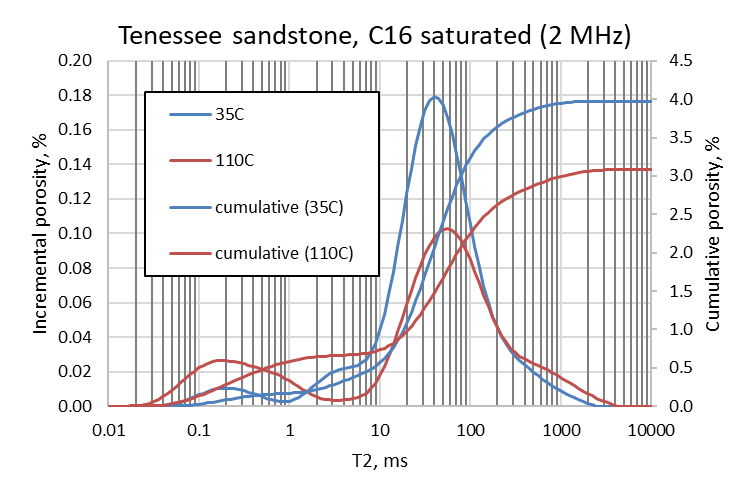 Tenessee sandstone, C16 saturated (2 MHz)
0.20
0.18
0.16
0.14
0.12
0.10
0.08
0.06
0.04
0.02
0.00
Incremental porosity, %
35C
110C
cumulative (35C)
cumulative (110C)
4.5
4.0
3.5
3.0
2.5
2.0
1.5
1.0
0.5
0.0
Cumulative porosity, %
0.01 0.1 1 10 100 1000 10000
T2, ms